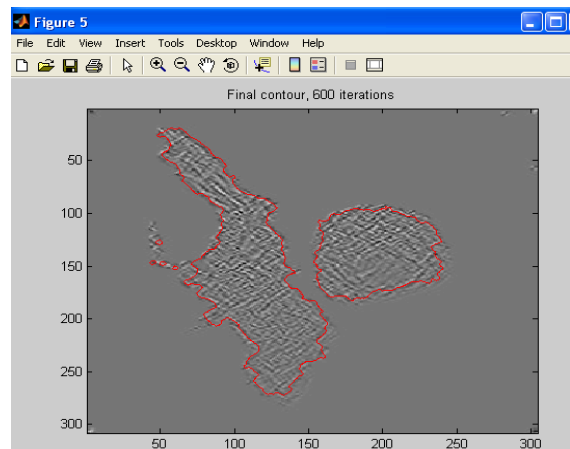 Figure 5
File Edit View Insert Tools Desktop Window Help
Final contour, 600 iterations
50
100
150
200
250
300
50 100 150 200 250 300